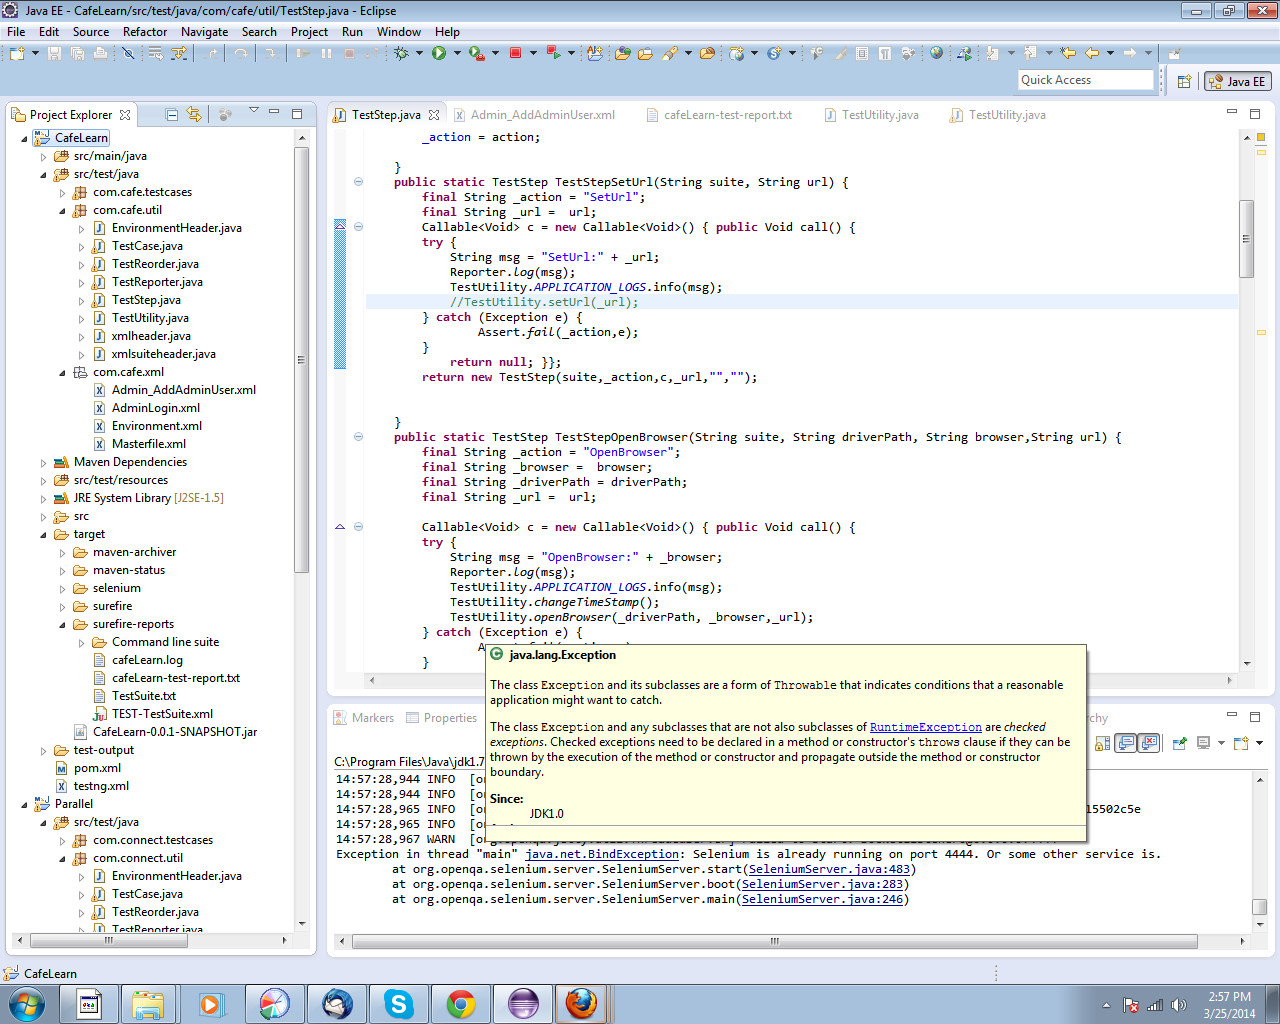 Java EE - CafeLearn/src/test/java/com/cafe/util/TestStep.java - Eclipse
File Edit Source Refactor Navigate Search Project Run Window Help
Quick Access
Java EE
Project Explorer
CafeLearn
src/main/java
src/test/java
com.cafe.testcases
com.cafe.util
EnvironmentHeader.java
TestCase.java
TestReorder.java
TestReporter.java
TestStep.java
TestUtility.java
xmlheader.java
xmlsuiteheader.java
com.cafe.xml
Admin_AddAdminUser.xml
AdminLogin.xml
Environment.xml
Masterfile.xml
Maven Dependencies
src/test/resources
JRE System Library [J2SE-1.5]
src
target
maven-archiver
maven-status
selenium
surefire
surefire-reports
Command line suite
cafeLearn.log
cafeLearn-test-report.txt
TestSuite.txt
TEST-TestSuite.xml
CafeLearn-0.0.1-SNAPSHOT.jar
test-output
pom.xml
testng.xml
Parallel
src/test/java
com.connect.testcases
com.connect.util
EnvironmentHeader.java
TestCase.java
TestReorder.java
TestReporter.java
TestStep.java Admin_AddAdminUser.xml cafeLearn-test-report.txt TestUtility.java TestUtility.java
_action = action;
}
public static TestStep TestStepSetUrl(String suite, String url) {
final String _action = "SetUrl";
final String _url =  url;
Callable<Void> c = new Callable<Void>() { public Void call() {
try {
String msg = "SetUrl:" + _url;
Reporter.log(msg);
TestUtility.APPLICATION_LOGS.info(msg);
//TestUtility.setUrl(_url);
} catch (Exception e) {
Assert.fail(_action,e);
}
return null; }};
return new TestStep(suite,_action,c,_url,"","");
}
public static TestStep TestStepOpenBrowser(String suite, String driverPath, String browser,String url) {
final String _action = "OpenBrowser";
final String _browser =  browser;
final String _driverPath = driverPath;
final String _url =  url;
Callable<Void> c = new Callable<Void>() { public Void call() {
try {
String msg = "OpenBrowser:" + _browser;
Reporter.log(msg);
TestUtility.APPLICATION_LOGS.info(msg);
TestUtility.changeTimeStamp();
TestUtility.openBrowser(_driverPath, _browser,_url);
} catch (Exception e) {
}
java.lang.Exception
The class Exception and its subclasses are a form of Throwable that indicates conditions that a reasonable
application might want to catch.
The class Exception and any subclasses that are not also subclasses of RuntimeException are checked
exceptions. Checked exceptions need to be declared in a method or constructor's throws clause if they can be
thrown by the execution of the method or constructor and propagate outside the method or constructor
boundary.
Since:
JDK1.0
Markers Properties
C:\Program Files\Java\jdk1.7
14:57:28,944 INFO [o
14:57:28,944 INFO [o
14:57:28,965 INFO [o
14:57:28,965 INFO [o
14:57:28,967 WARN
Exception in thread "main" java.net.BindException: Selenium is already running on port 4444. Or some other service is.
at org.openqa.selenium.server.SeleniumServer.start(SeleniumServer.java:483)
at org.openqa.selenium.server.SeleniumServer.boot(SeleniumServer.java:283)
at org.openqa.selenium.server.SeleniumServer.main(SeleniumServer.java:246)
CafeLearn
2:57 PM
3/25/2014